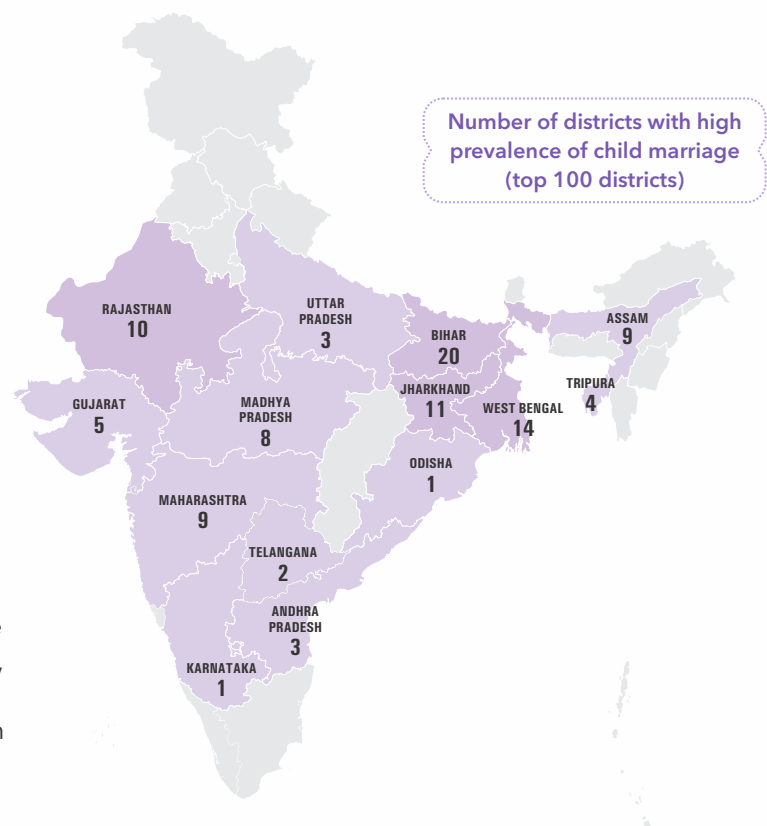 Number of districts with high
prevalence of child marriage
(top 100 districts)
RAJASTHAN
10
UTTAR
PRADESH
3
BIHAR
20
ASSAM
9
JHARKHAND
11
TRIPURA
4
GUJARAT
5
MADHYA
PRADESH
8
WEST BENGAL
14
ODISHA
1
MAHARASHTRA
9
TELANGANA
2
ANDHRA
PRADESH
3
KARNATAKA
1